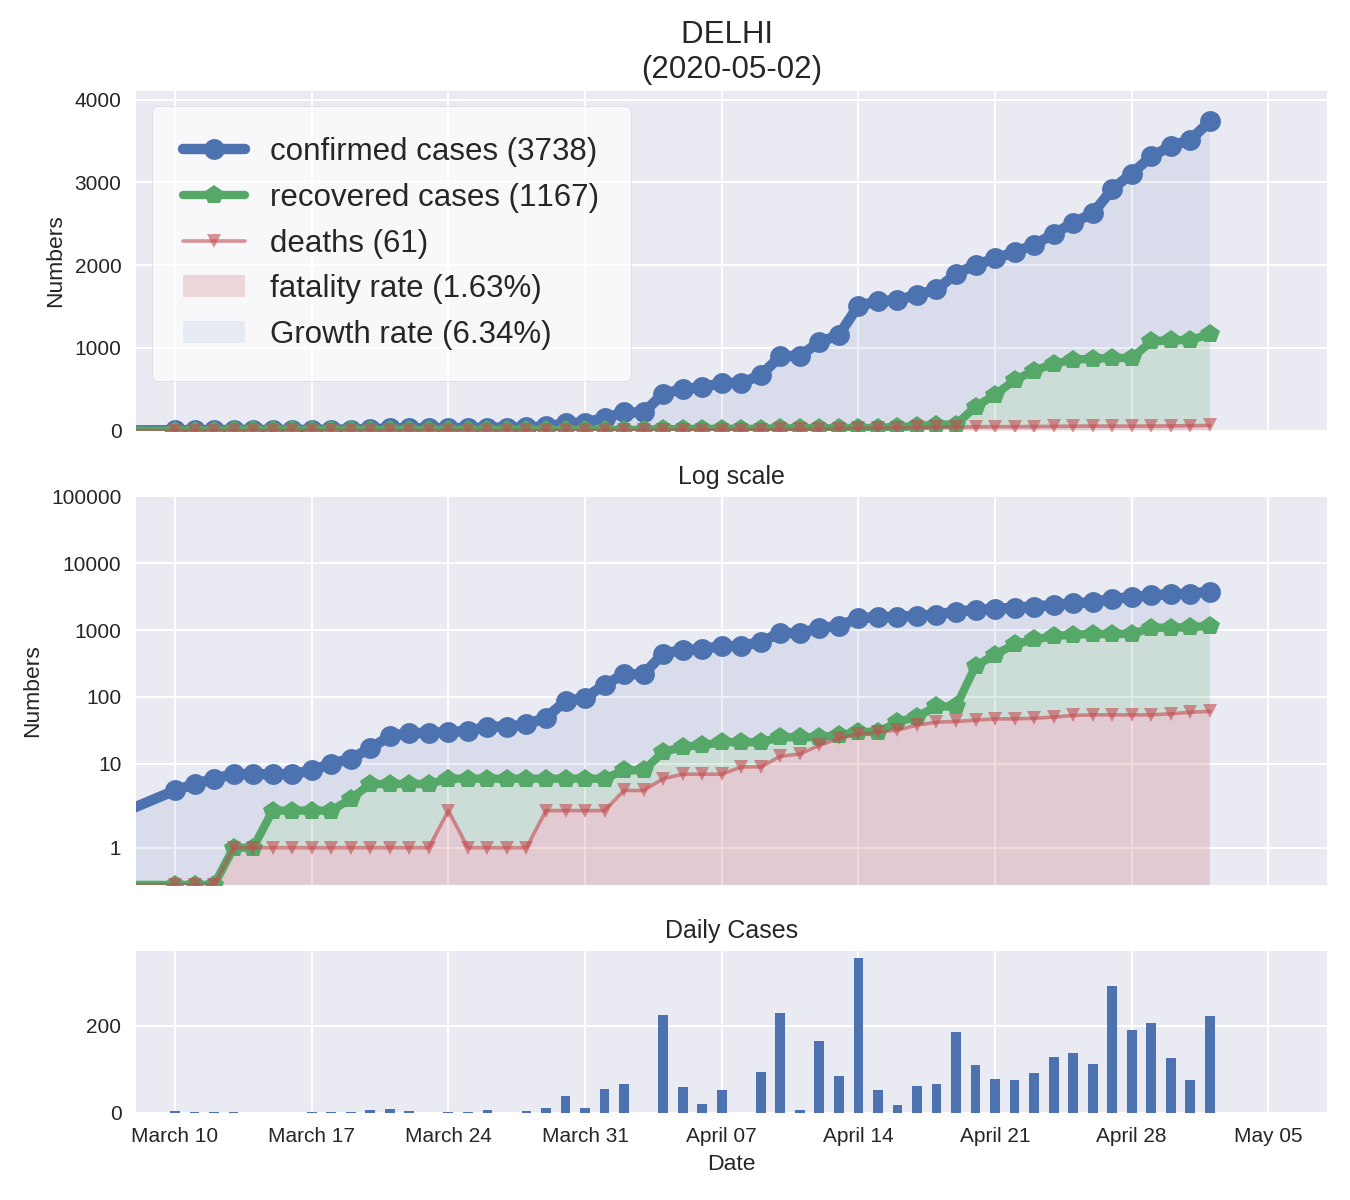 DELHI
(2020-05-02)
4000
3000
2000
1000
0
Numbers
confirmed cases (3738)
recovered cases (1167)
deaths (61)
fatality rate (1.63%)
Growth rate (6.34%)
Log scale
100000
10000
1000
100
10
1
Numbers
Daily Cases
200
0
March 10 March 17 March 24 March 31 April 07 April 14 April 21 April 28 May 05
Date